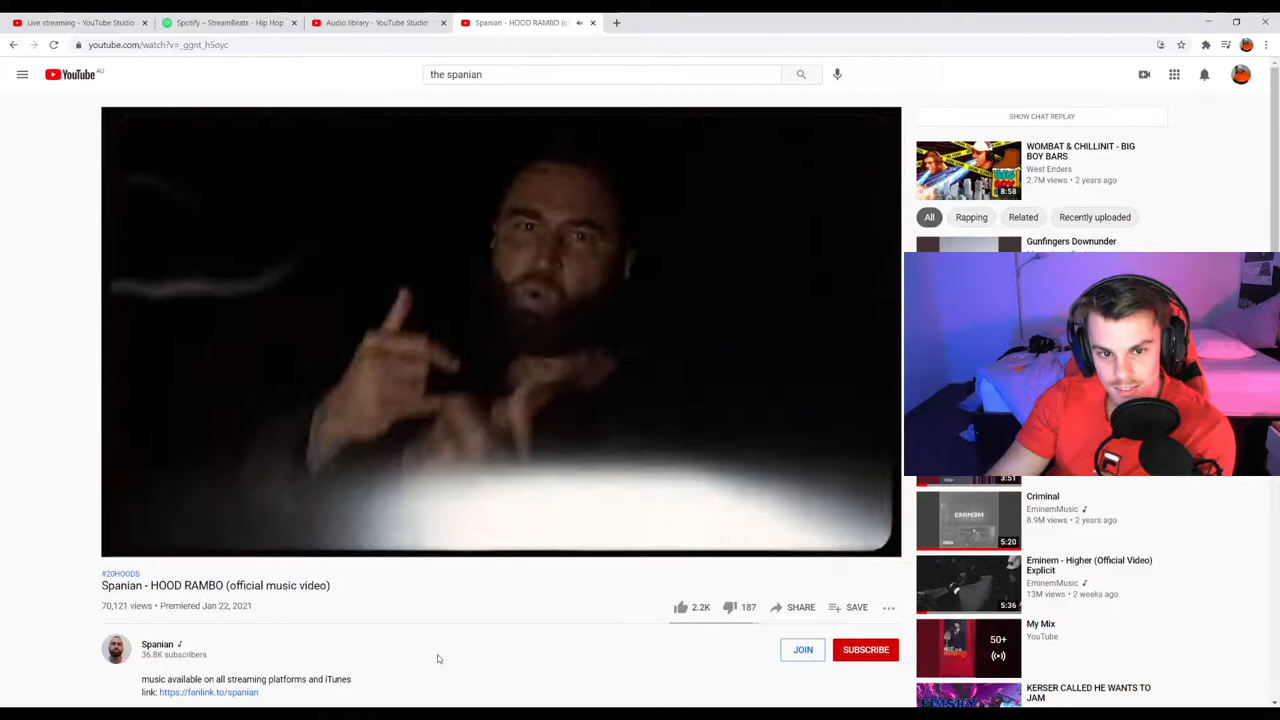 Live streaming - YouTube Studio
Spotify – StreamBeats - Hip Hop
Audio library - YouTube Studio
Spanian - HOOD RAMBO (o
youtube.com/watch?v=_ggnt_h5oyc
YouTube AU
the spanian
SHOW CHAT REPLAY
WOMBAT & CHILLINIT - BIG
BOY BARS
West Enders
2.7M views • 2 years ago
BIG
8:58
All
Rapping
Related
Recently uploaded
Gunfingers Downunder
FILA
3:51
Criminal
EminemMusic
8.9M views • 2 years ago
EMINEM
5:20
Eminem - Higher (Official Video)
Explicit
EminemMusic
13M views • 2 weeks ago
5:36
My Mix
YouTube
50+
KERSER CALLED HE WANTS TO
JAM
#20HOODS
Spanian - HOOD RAMBO (official music video)
70,121 views • Premiered Jan 22, 2021
2.2K
187
SHARE
SAVE
Spanian
36.8K subscribers
JOIN
SUBSCRIBE
music available on all streaming platforms and iTunes
link: https://fanlink.to/spanian